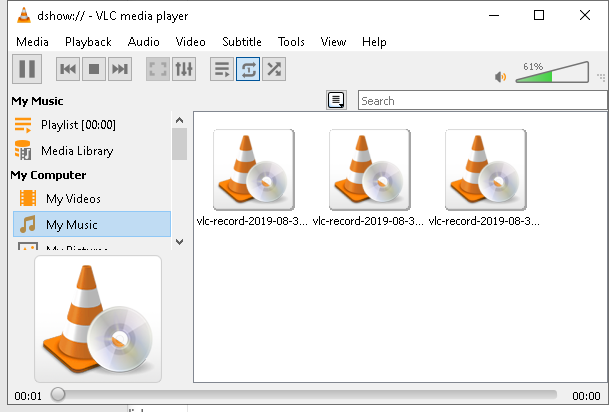 dshow:// - VLC media player
Media Playback Audio Video Subtitle Tools View Help
61%
My Music
Search
Playlist [00:00]
Media Library
My Computer
My Videos
My Music
vlc-record-2019-08-3... vlc-record-2019-08-3... vlc-record-2019-08-3...
00:01 00:00